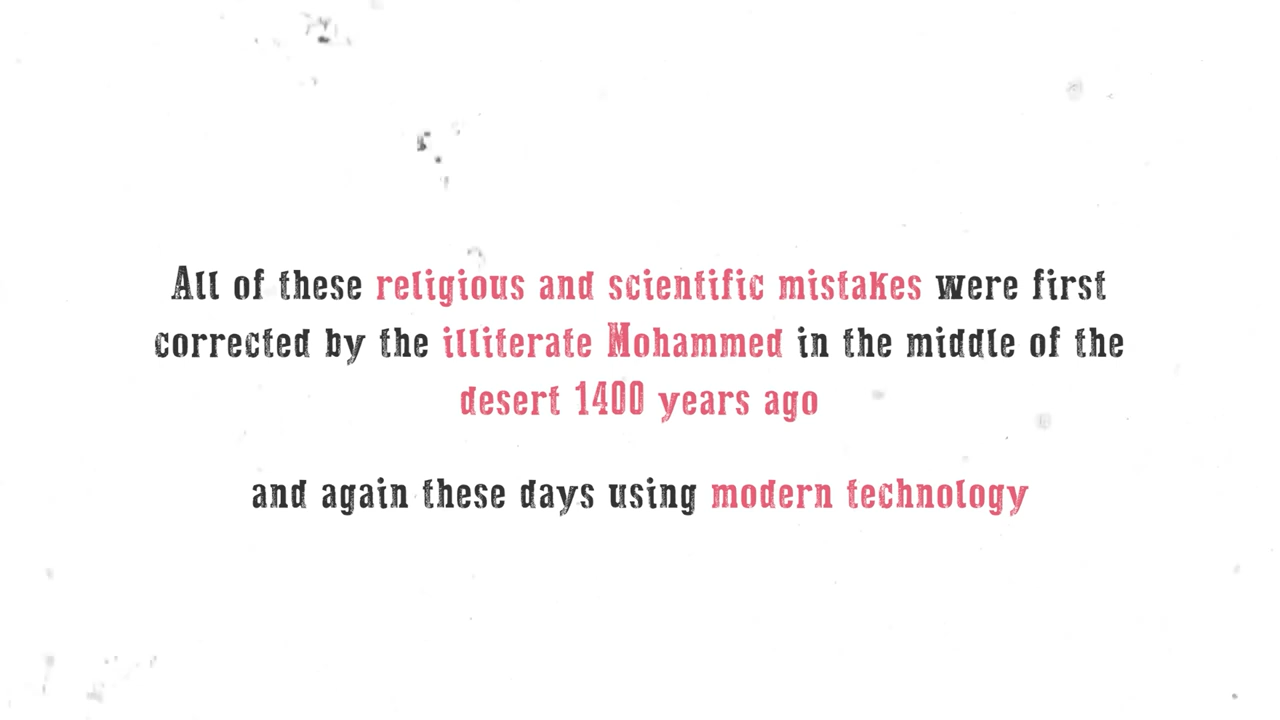 All of these religious and scientific mistakes were first
corrected by the illiterate Mohammed in the middle of the
desert 1400 years ago
and again these days using modern technology